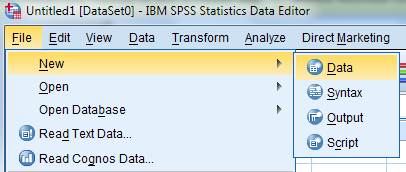 Untitled1 [DataSet0] - IBM SPSS Statistics Data Editor
File Edit View Data Transform Analyze Direct Marketing
New
Open
Open Database
Read Text Data...
Read Cognos Data...
Data
Syntax
Output
Script